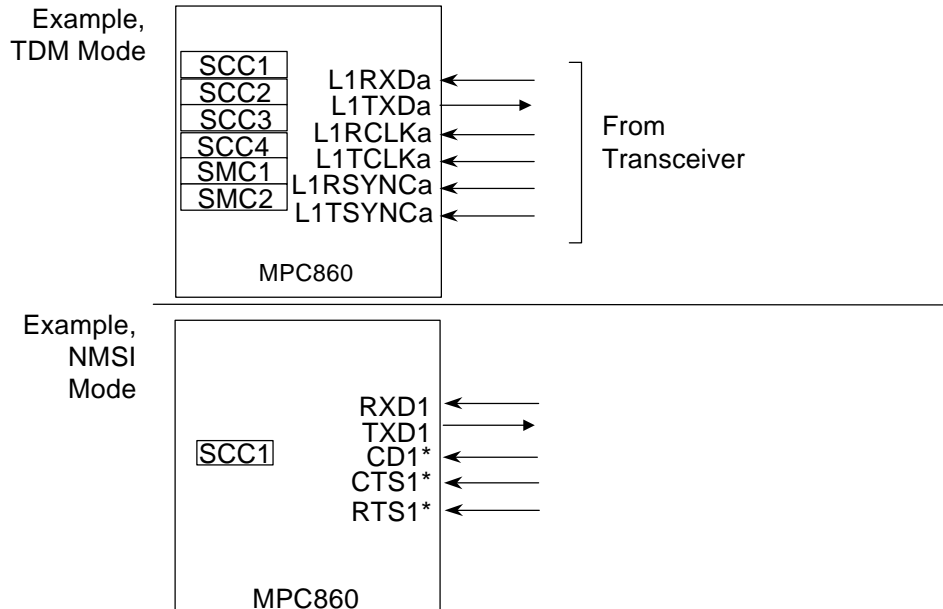 Example,
TDM Mode
SCC1
SCC2
SCC3
SCC4
SMC1
SMC2
L1RXDa
L1TXDa
L1RCLKa
L1TCLKa
L1RSYNCa
L1TSYNCa
From
Transceiver
MPC860
Example,
NMSI
Mode
SCC1
RXD1
TXD1
CD1*
CTS1*
RTS1*
MPC860